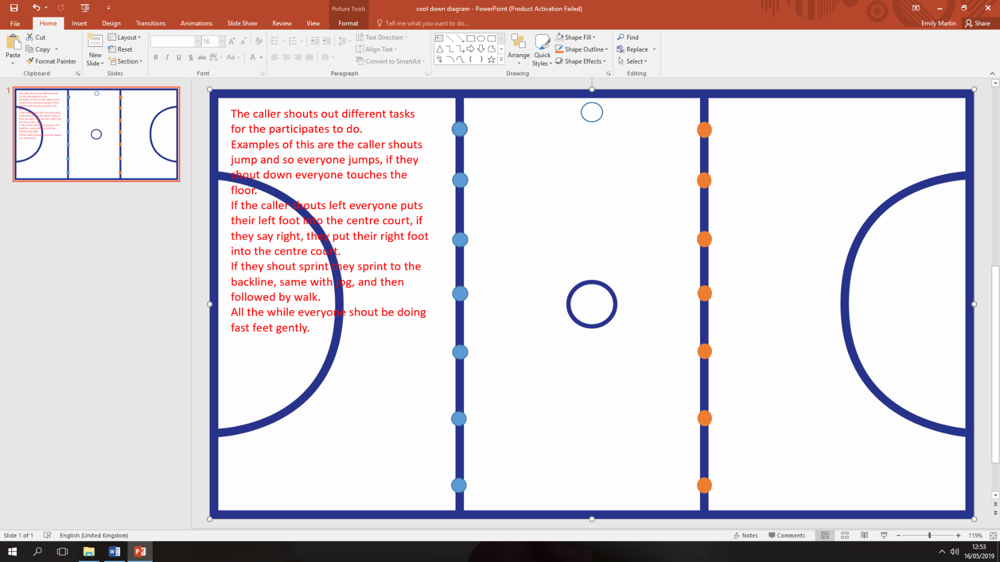 cool down diagram - PowerPoint (Product Activation Failed)
Picture Tools
File
Home
Insert
Design
Transitions
Animations
Slide Show
Review
View
Format
Tell me what you want to do...
Emily Martin
Share
Paste
Cut
Copy
Format Painter
Clipboard
New
Slide
Layout
Reset
Section
Slides
16
B I U S abc AV Aa A
Font
Text Direction
Align Text
Convert to SmartArt
Paragraph
Arrange
Quick
Styles
Shape Fill
Shape Outline
Shape Effects
Drawing
Find
Replace
Select
Editing
1
The caller shouts out different tasks
for the participates to do.
Examples of this are the caller shouts
jump and so everyone jumps, if they
shout down everyone touches the
floor.
If the caller shouts left everyone puts
their left foot into the centre court, if
they say right, they put their right foot
into the centre court.
If they shout sprint they sprint to the
backline, same with jog, and then
followed by walk.
All the while everyone shout be doing
fast feet gently.
Slide 1 of 1
English (United Kingdom)
Notes
Comments
115%
12:53
16/05/2019